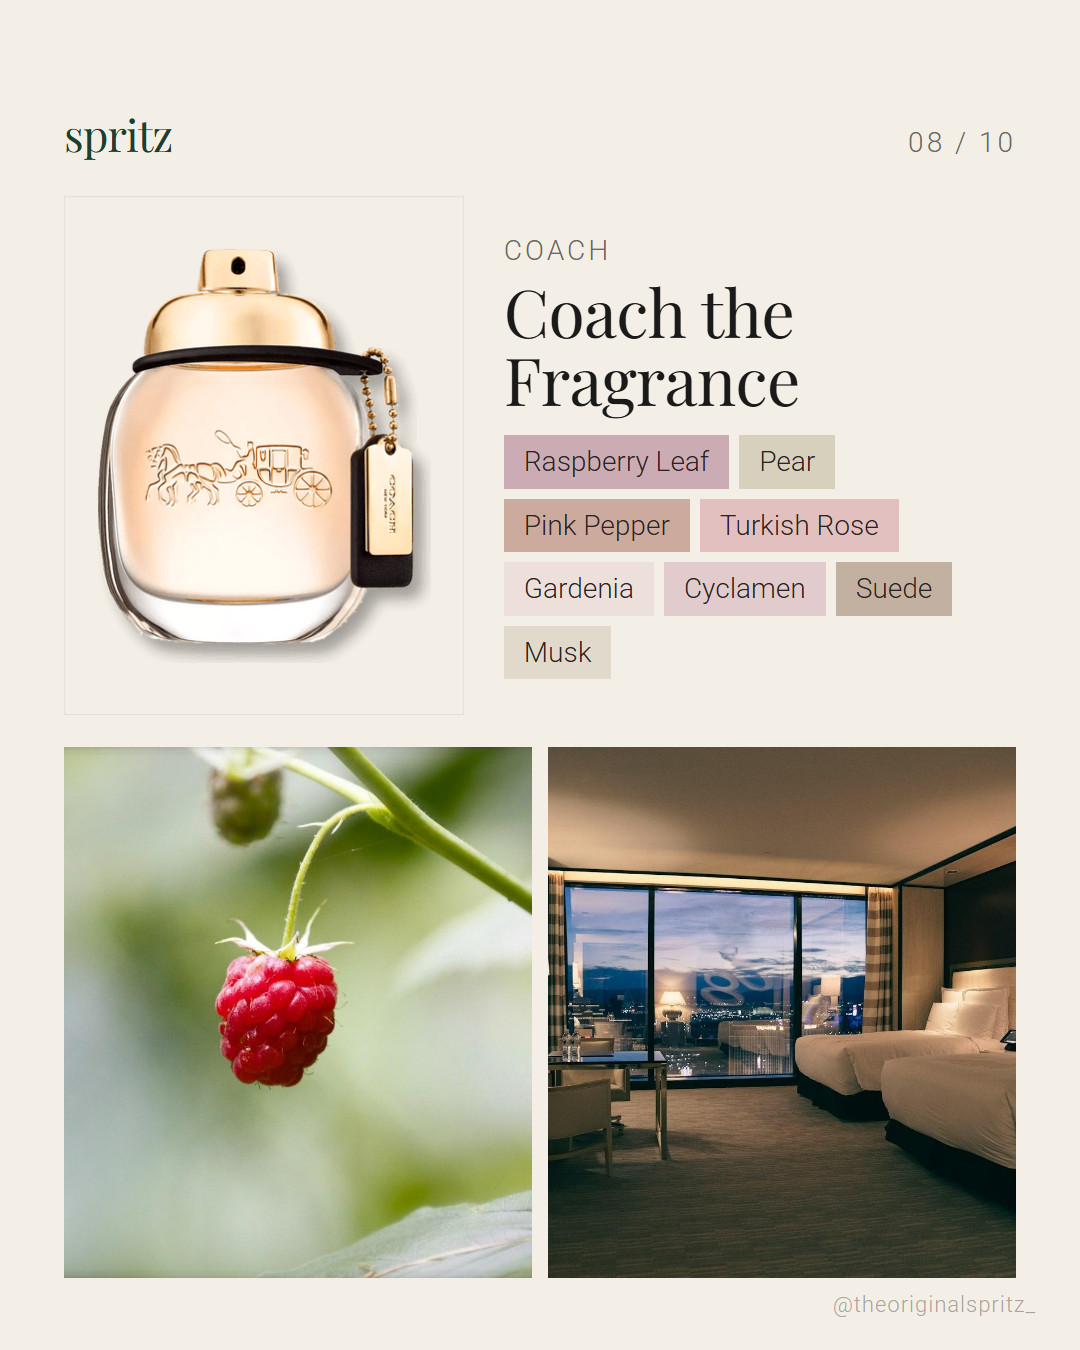 spritz
08 / 10
COACH
Coach the
Fragrance
Raspberry Leaf Pear
Pink Pepper Turkish Rose
Gardenia Cyclamen Suede
Musk
COACH
@theoriginalspritz_